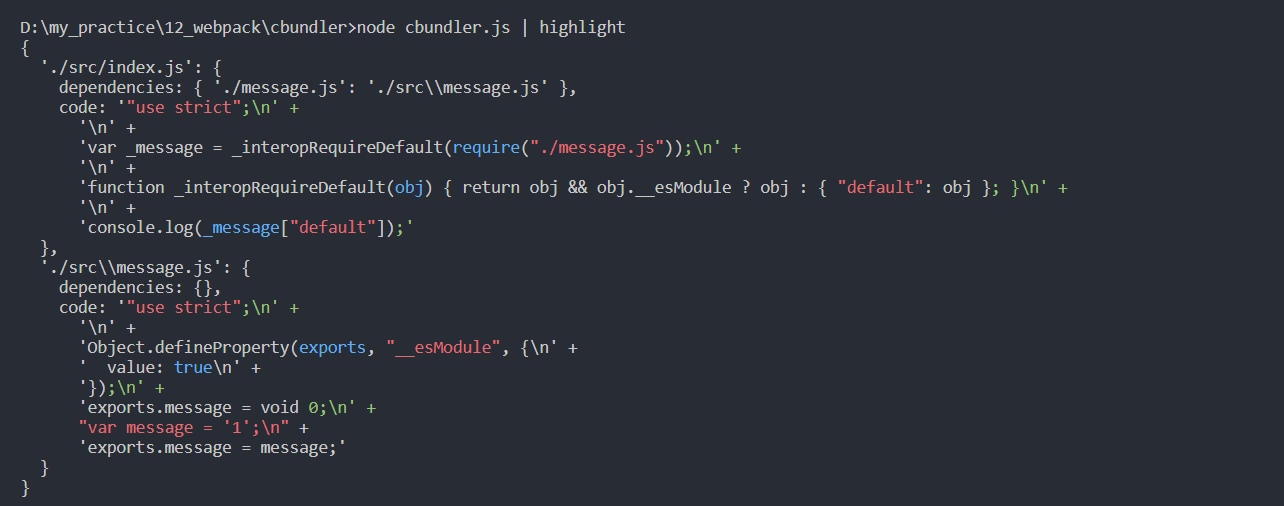 D:\my_practice\12_webpack\cbundler>node cbundler.js | highlight
{
  './src/index.js': {
    dependencies: { './message.js': './src\\message.js' },
    code: '"use strict";\n' +
      '\n' +
      'var _message = _interopRequireDefault(require("./message.js"));\n' +
      '\n' +
      'function _interopRequireDefault(obj) { return obj && obj.__esModule ? obj : { "default": obj }; }\n' +
      '\n' +
      'console.log(_message["default"]);'
  },
  './src\\message.js': {
    dependencies: {},
    code: '"use strict";\n' +
      '\n' +
      'Object.defineProperty(exports, "__esModule", {\n' +
      '  value: true\n' +
      '});\n' +
      'exports.message = void 0;\n' +
      "var message = '1';\n" +
      'exports.message = message;'
  }
}